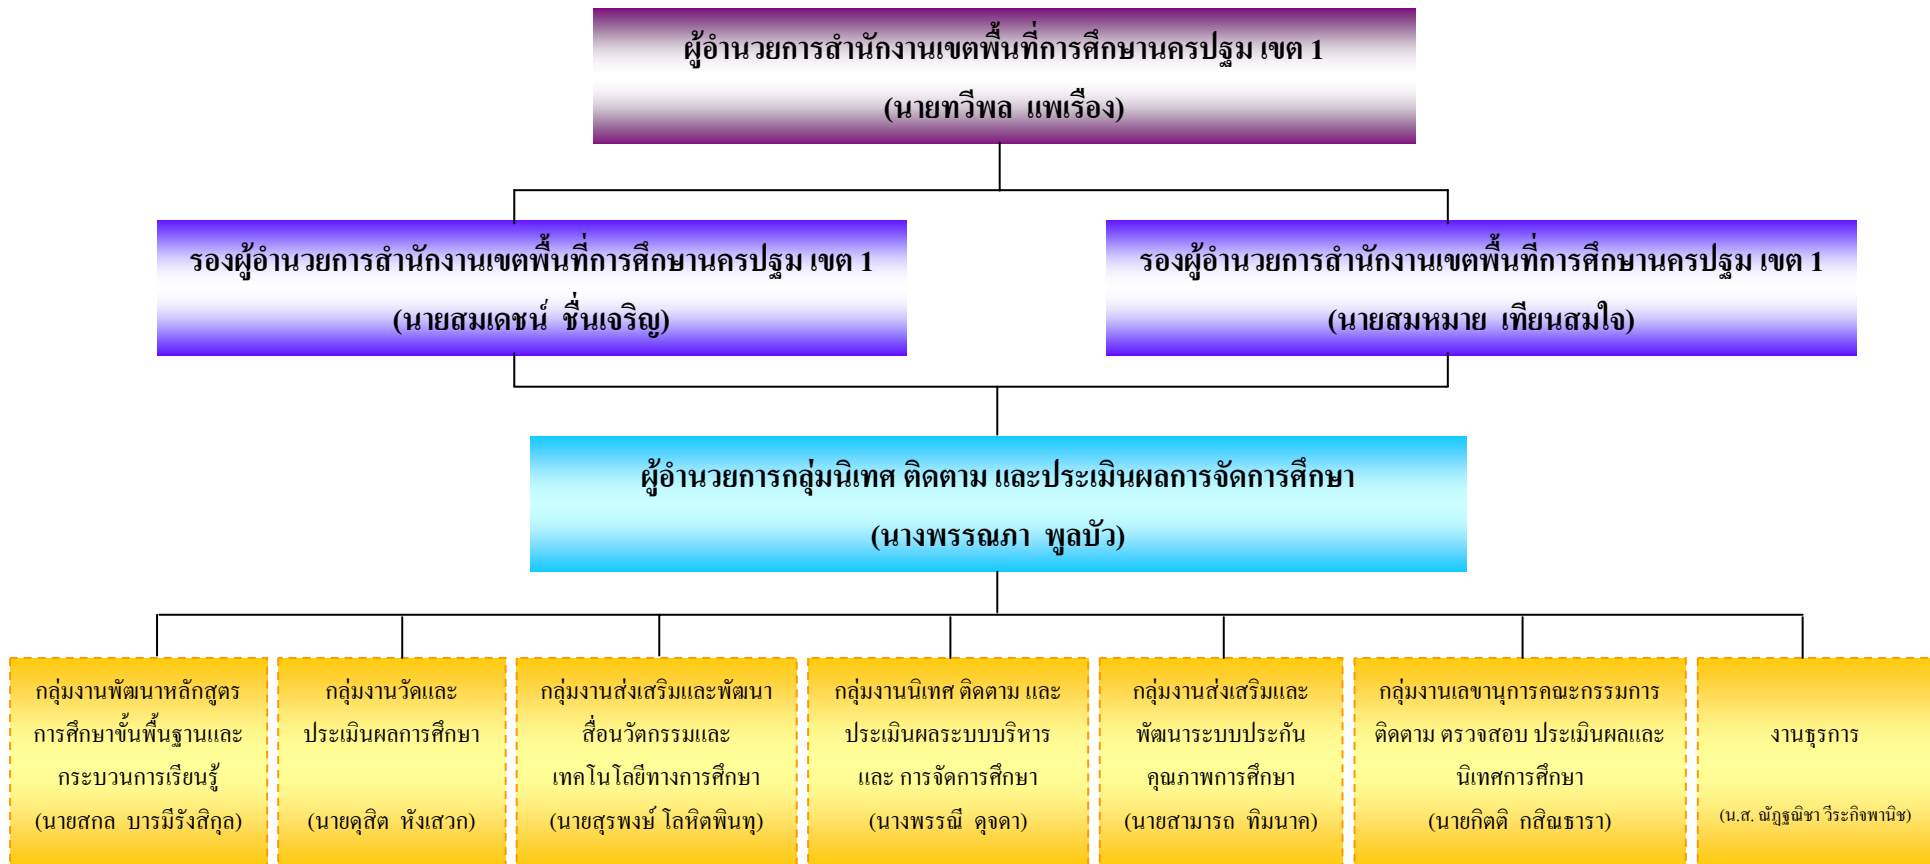 ผู้อำนวยการสำนักงานเขตพื้นที่การศึกษานครปฐม เขต 1
(นายทวีพล แพเรือง)
รองผู้อำนวยการสำนักงานเขตพื้นที่การศึกษานครปฐม เขต 1
(นายสมเดชน์ ชื่นเจริญ)
รองผู้อำนวยการสำนักงานเขตพื้นที่การศึกษานครปฐม เขต 1
(นายสมหมาย เทียนสมใจ)
ผู้อำนวยการกลุ่มนิเทศ ติดตาม และประเมินผลการจัดการศึกษา
(นางพรรณภา พูลบัว)
กลุ่มงานพัฒนาหลักสูตร
การศึกษาขั้นพื้นฐานและ
กระบวนการเรียนรู้
(นายสกล บารมีรังสิกุล)
กลุ่มงานวัดและ
ประเมินผลการศึกษา
(นายดุสิต หังเสวก)
กลุ่มงานส่งเสริมและพัฒนา
สื่อนวัตกรรมและ
เทคโนโลยีทางการศึกษา
(นายสุรพงษ์ โลหิตพินทุ)
กลุ่มงานนิเทศ ติดตาม และ
ประเมินผลระบบบริหาร
และ การจัดการศึกษา
(นางพรรณี ดุจดา)
กลุ่มงานส่งเสริมและ
พัฒนาระบบประกัน
คุณภาพการศึกษา
(นายสามารถ ทิมนาค)
กลุ่มงานเลขานุการคณะกรรมการ
ติดตาม ตรวจสอบ ประเมินผลและ
นิเทศการศึกษา
(นายกิตติ กสิณธารา)
งานธุรการ
(น.ส. ณัฏฐณิชา วีระกิจพานิช)